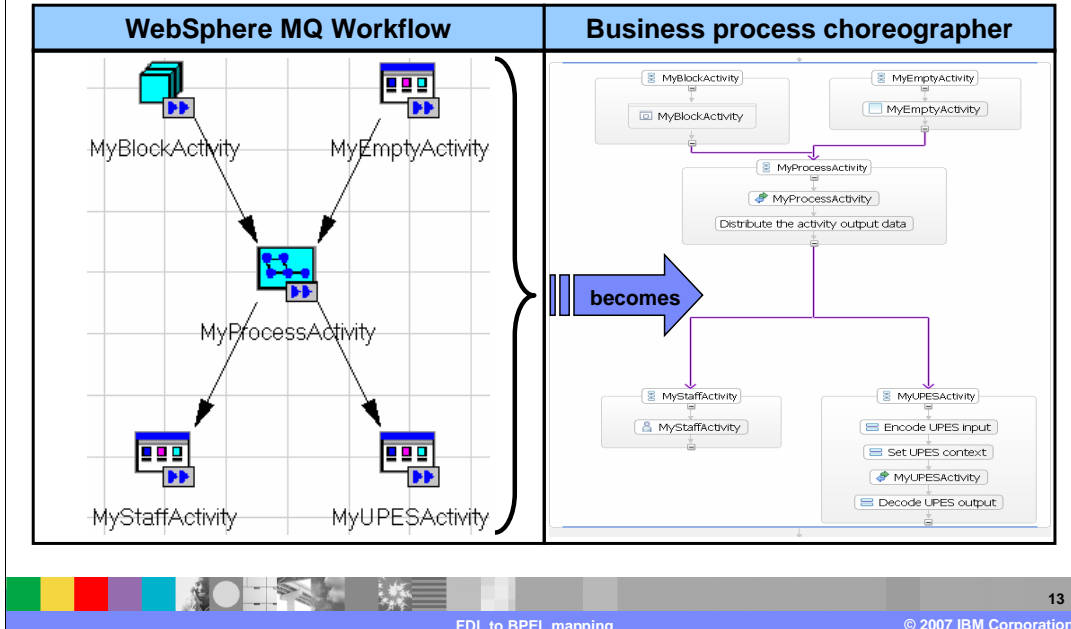 WebSphere MQ Workflow
Business process choreographer
MyBlockActivity
MyEmptyActivity
MyProcessActivity
MyStaffActivity
MyUPESActivity
becomes
MyBlockActivity
MyBlockActivity
MyEmptyActivity
MyEmptyActivity
MyProcessActivity
MyProcessActivity
Distribute the activity output data
MyStaffActivity
MyStaffActivity
MyUPESActivity
Encode UPES input
Set UPES context
MyUPESActivity
Decode UPES output
13
FDL to BPEL mapping
© 2007 IBM Corporation